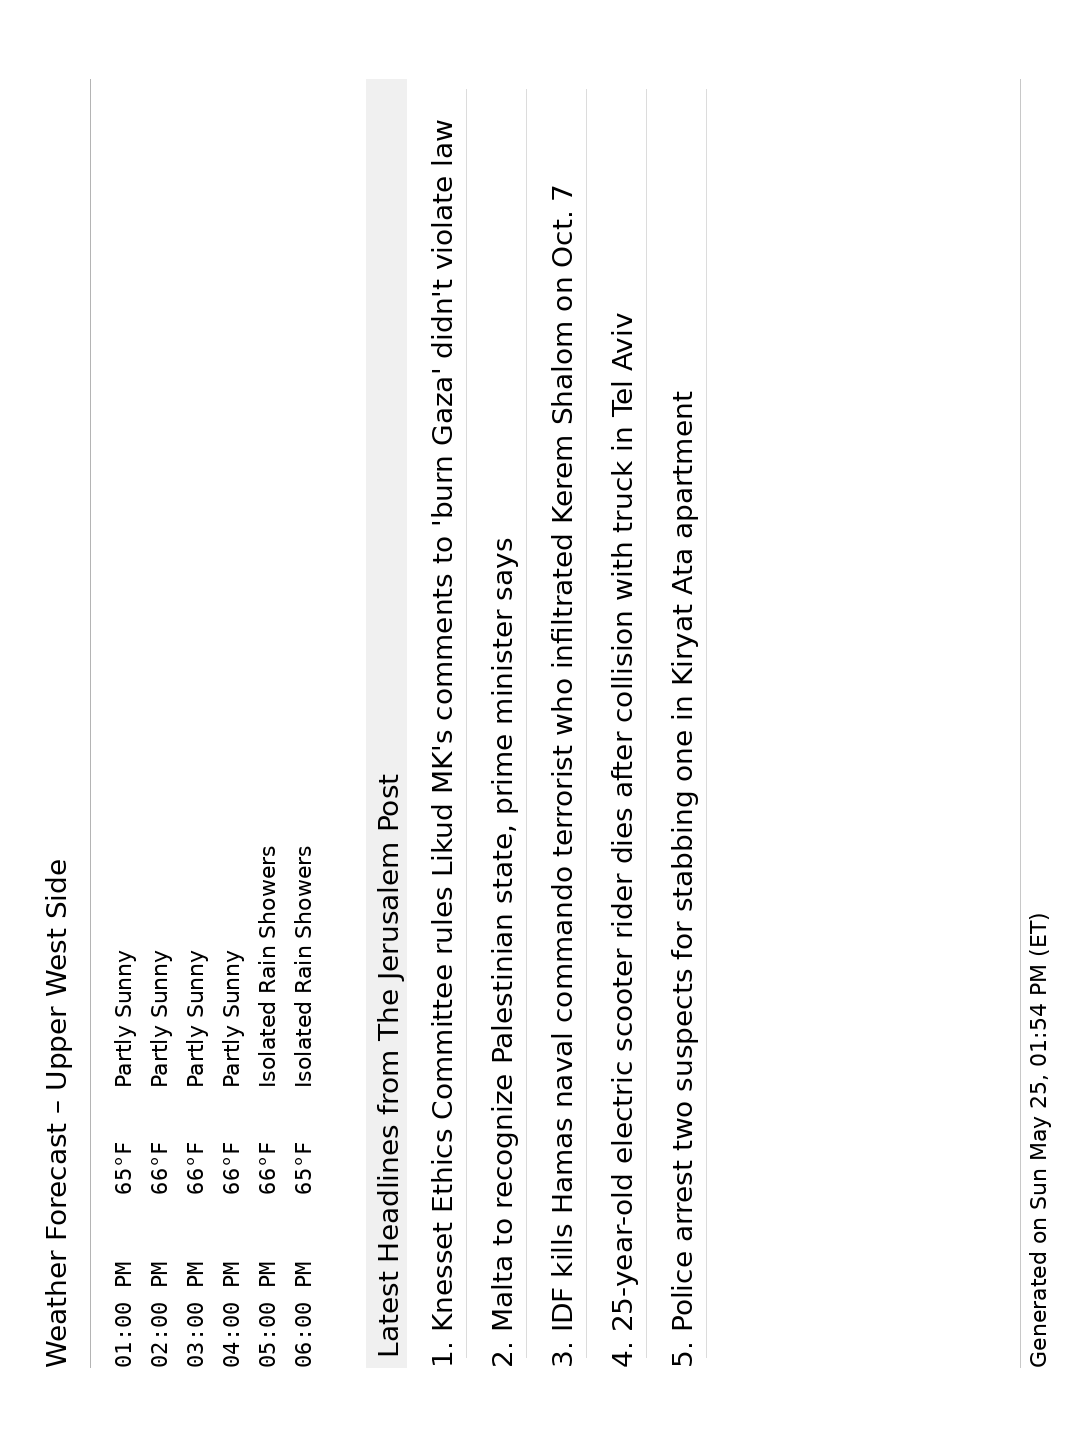 Weather Forecast – Upper West Side
01:00 PM 65°F Partly Sunny
02:00 PM 66°F Partly Sunny
03:00 PM 66°F Partly Sunny
04:00 PM 66°F Partly Sunny
05:00 PM 66°F Isolated Rain Showers
06:00 PM 65°F Isolated Rain Showers
Latest Headlines from The Jerusalem Post
1. Knesset Ethics Committee rules Likud MK's comments to 'burn Gaza' didn't violate law
2. Malta to recognize Palestinian state, prime minister says
3. IDF kills Hamas naval commando terrorist who infiltrated Kerem Shalom on Oct. 7
4. 25-year-old electric scooter rider dies after collision with truck in Tel Aviv
5. Police arrest two suspects for stabbing one in Kiryat Ata apartment
Generated on Sun May 25, 01:54 PM (ET)